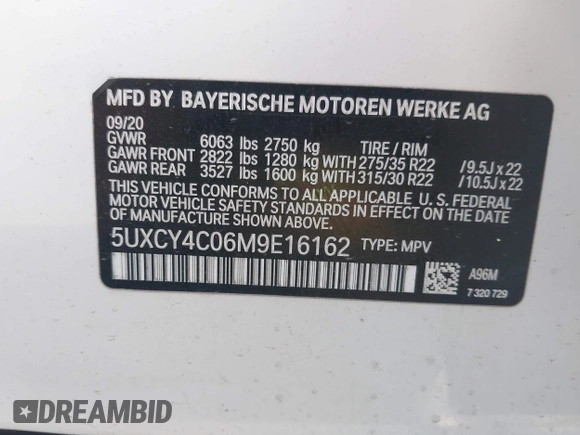 MFD BY BAYERISCHE MOTOREN WERKE AG
09/20
GVWR 6063 lbs 2750 kg TIRE / RIM
GAWR FRONT 2822 lbs 1280 kg WITH 275/35 R22 / 9.5J x 22
GAWR REAR 3527 lbs 1600 kg WITH 315/30 R22 / 10.5J x 22
THIS VEHICLE CONFORMS TO ALL APPLICABLE U. S. FEDERAL
MOTOR VEHICLE SAFETY STANDARDS IN EFFECT ON THE DATE OF
MANUFACTURE SHOWN ABOVE.
5UXCY4C06M9E16162 TYPE: MPV
A96M
7 320 729
DREAMBID